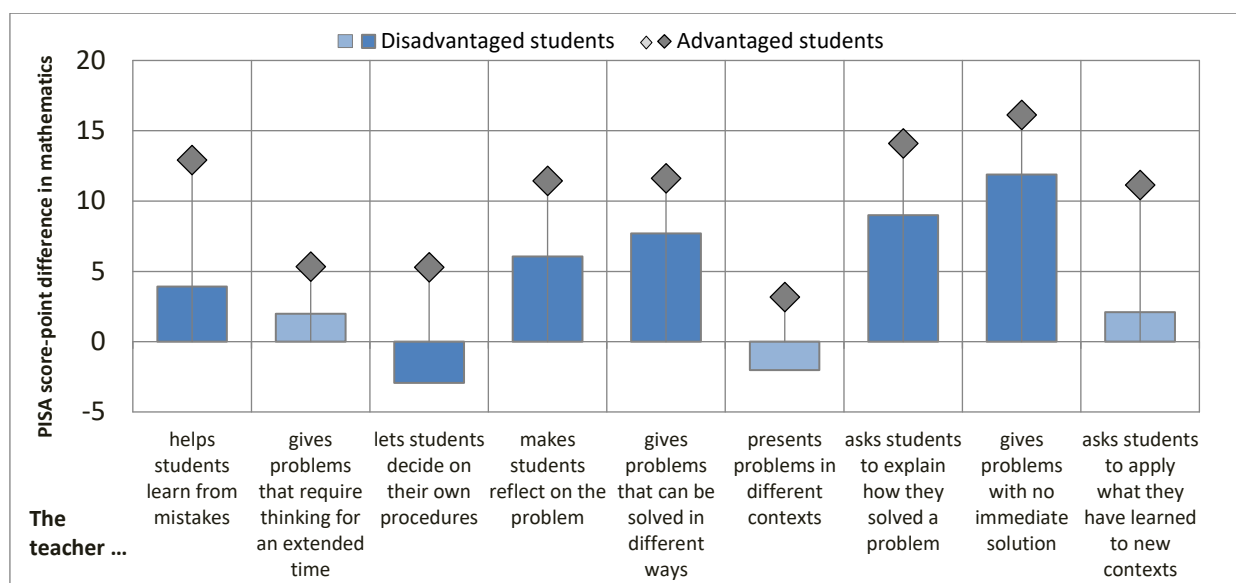 Disadvantaged students Advantaged students
PISA score-point difference in mathematics
20
15
10
5
0
-5
The
teacher ...
helps
students
learn from
mistakes
gives
problems
that require
thinking for
an extended
time
lets students
decide on
their own
procedures
makes
students
reflect on the
problem
gives
problems
that can be
solved in
different
ways
presents
problems in
different
contexts
asks students
to explain
how they
solved a
problem
gives
problems
with no
immediate
solution
asks students
to apply
what they
have learned
to new
contexts